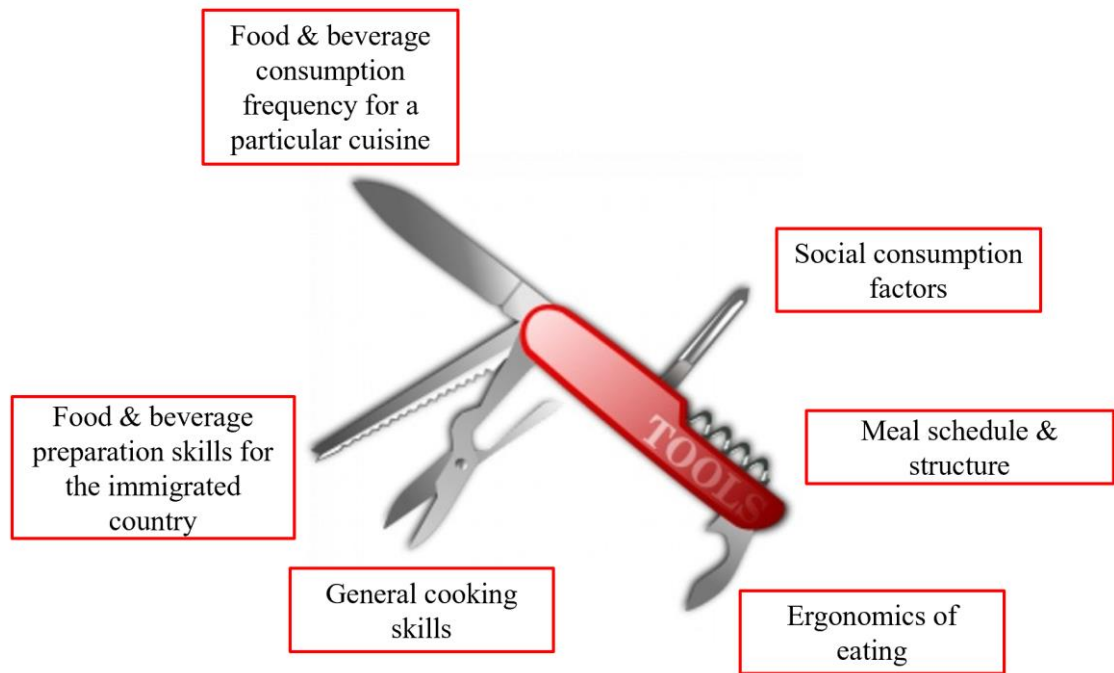 Food & beverage
consumption
frequency for a
particular cuisine
Social consumption
factors
Food & beverage
preparation skills for
the immigrated
country
TOOLS
Meal schedule &
structure
General cooking
skills
Ergonomics of
eating